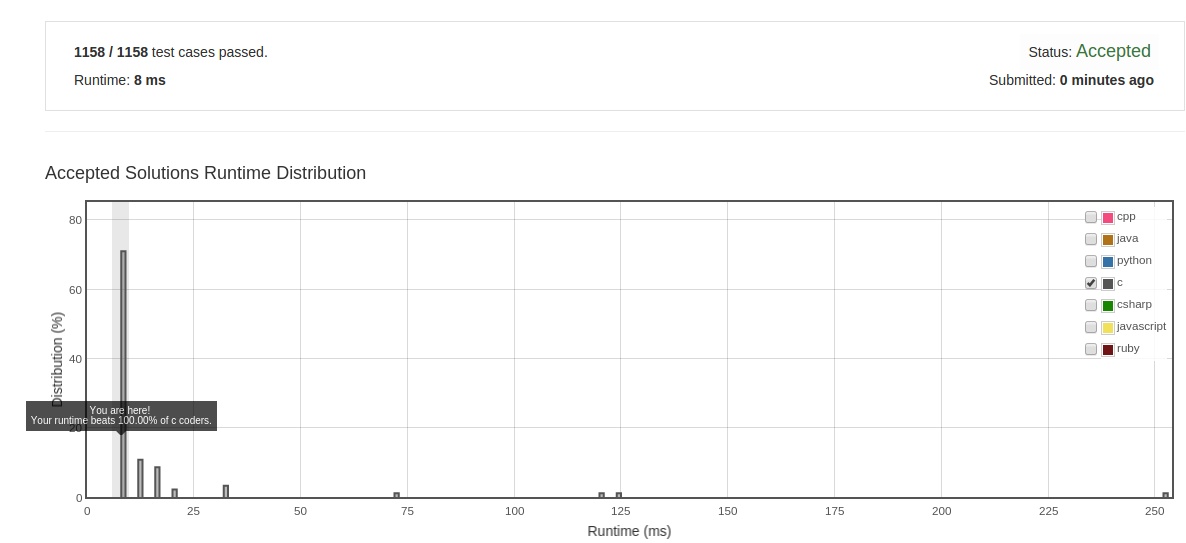 1158 / 1158 test cases passed.
Status: Accepted
Runtime: 8 ms
Submitted: 0 minutes ago
Accepted Solutions Runtime Distribution
80
60
40
20
0
Distribution (%)
You are here!
Your runtime beats 100.00% of c coders.
cpp
java
python
c
csharp
javascript
ruby
0 25 50 75 100 125 150 175 200 225 250
Runtime (ms)